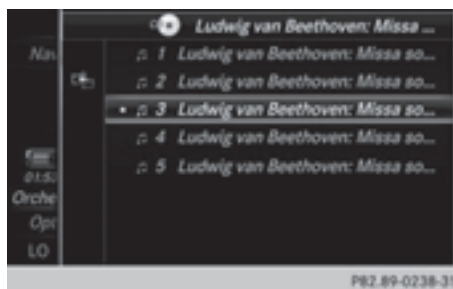 Ludwig van Beethoven: Missa ...
Nav
1 Ludwig van Beethoven: Missa so...
2 Ludwig van Beethoven: Missa so...
3 Ludwig van Beethoven: Missa so...
4 Ludwig van Beethoven: Missa so...
01:53
5 Ludwig van Beethoven: Missa so...
Orche
Opt
LO
P82.89-0238-31